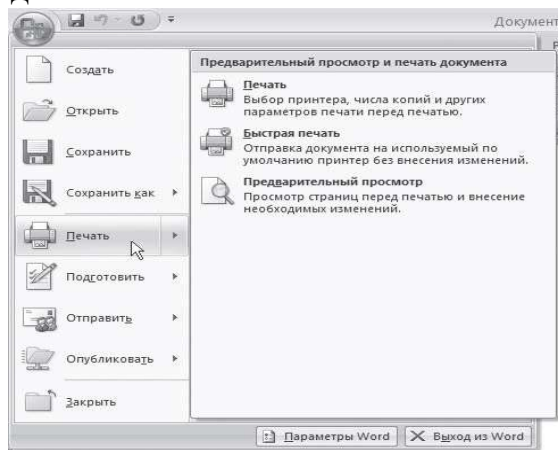 Документ
Создать
Открыть
Сохранить
Сохранить как
Печать
Подготовить
Отправить
Опубликовать
Закрыть
Предварительный просмотр и печать документа
Печать
Выбор принтера, числа копий и других
параметров печати перед печатью.
Быстрая печать
Отправка документа на используемый по
умолчанию принтер без внесения изменений.
Предварительный просмотр
Просмотр страниц перед печатью и внесение
необходимых изменений.
Параметры Word
Выход из Word